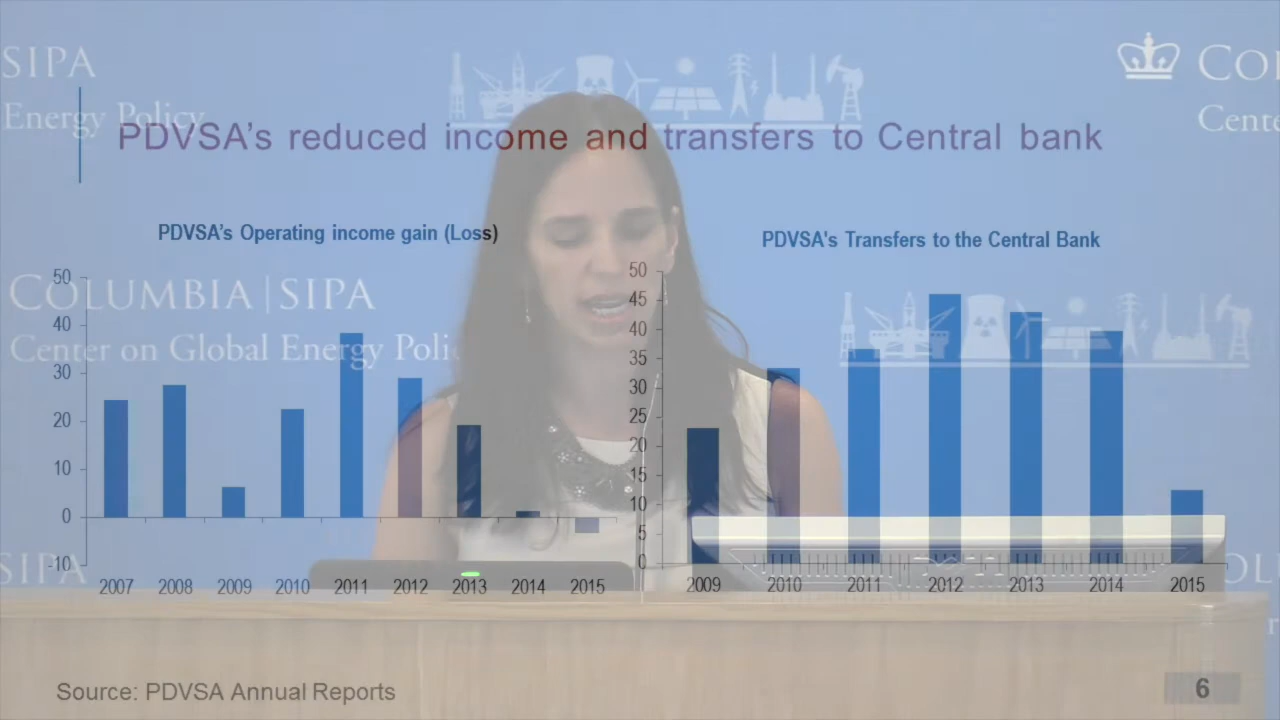 SIPA
Energy Policy
CO
Cente
PDVSA's reduced income and transfers to Central bank
PDVSA's Operating income gain (Loss)
PDVSA's Transfers to the Central Bank
COLUMBIA | SIPA
Center on Global Energy Polic
50
40
30
20
10
0
-10
2007 2008 2009 2010 2011 2012 2013 2014 2015
50
45
40
35
30
25
20
15
10
5
0
2009 2010 2011 2012 2013 2014 2015
SIPA
OL
Source: PDVSA Annual Reports
6